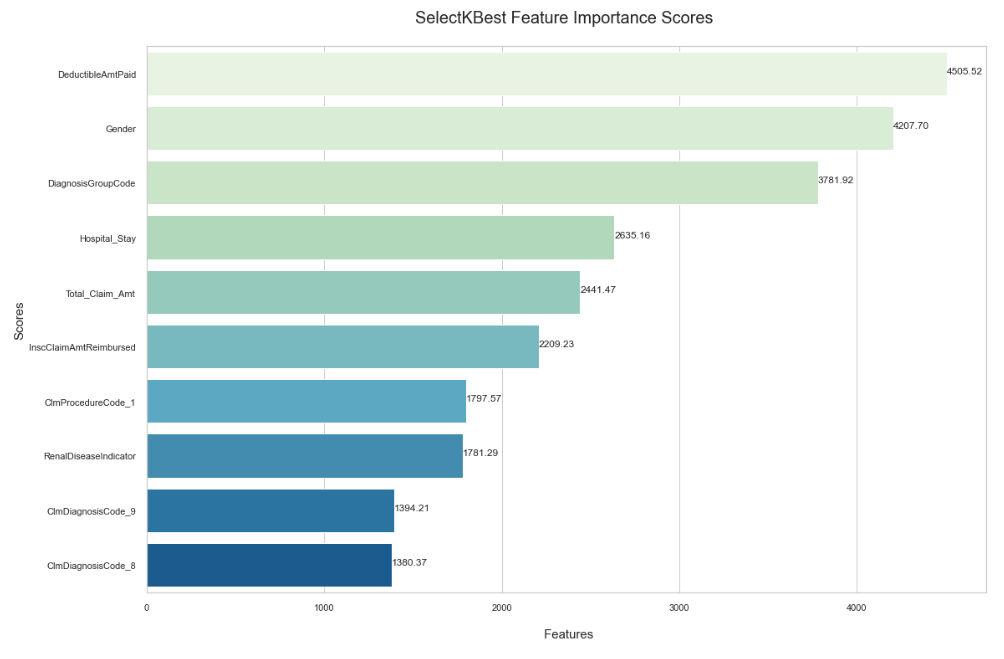 SelectKBest Feature Importance Scores
DeductibleAmtPaid 4505.52
Gender 4207.70
DiagnosisGroupCode 3781.92
Hospital_Stay 2635.16
Total_Claim_Amt 2441.47
Scores
InscClaimAmtReimbursed 2209.23
ClmProcedureCode_1 1797.57
RenalDiseaseIndicator 1781.29
ClmDiagnosisCode_9 1394.21
ClmDiagnosisCode_8 1380.37
0 1000 2000 3000 4000
Features